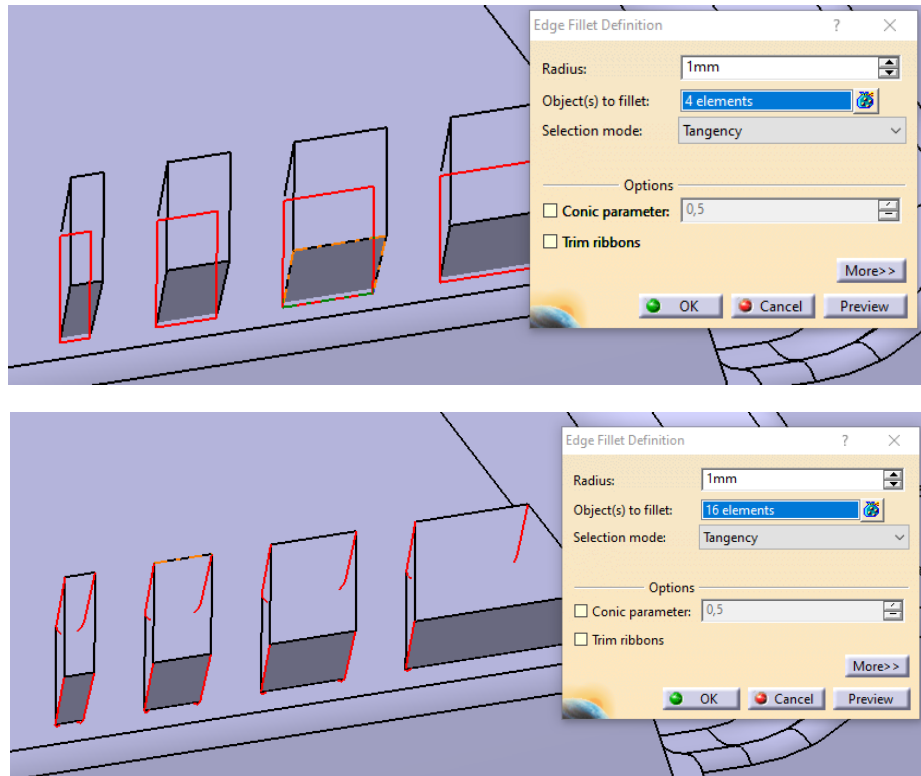 Edge Fillet Definition ? ×
Radius: 1mm
Object(s) to fillet: 4 elements
Selection mode: Tangency
Options
Conic parameter: 0,5
Trim ribbons
More>>
OK Cancel Preview
Edge Fillet Definition ? ×
Radius: 1mm
Object(s) to fillet: 16 elements
Selection mode: Tangency
Options
Conic parameter: 0,5
Trim ribbons
More>>
OK Cancel Preview